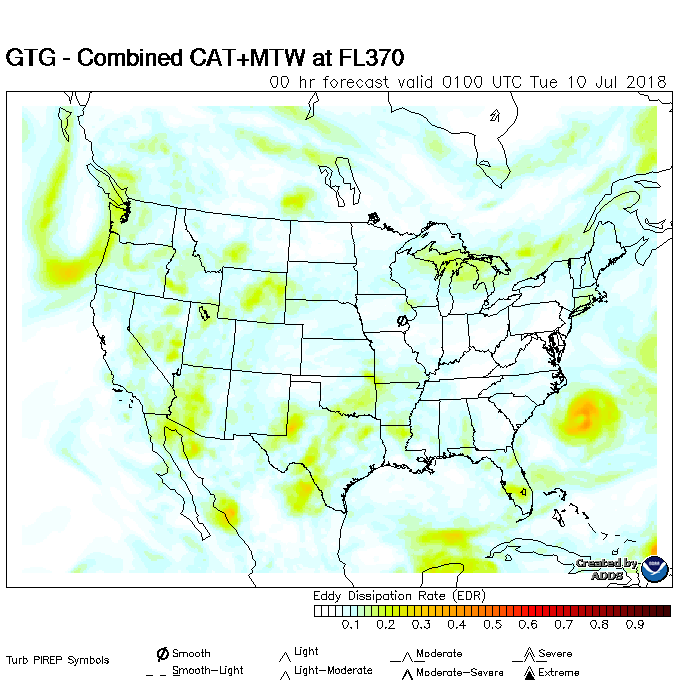 GTG - Combined CAT+MTW at FL370
00 hr forecast valid 0100 UTC Tue 10 Jul 2018
Created by
ADDS
Eddy Dissipation Rate (EDR)
0.1 0.2 0.3 0.4 0.5 0.6 0.7 0.8 0.9
Turb PIREP Symbols
Smooth Light Moderate Severe
Smooth-Light Light-Moderate Moderate-Severe Extreme